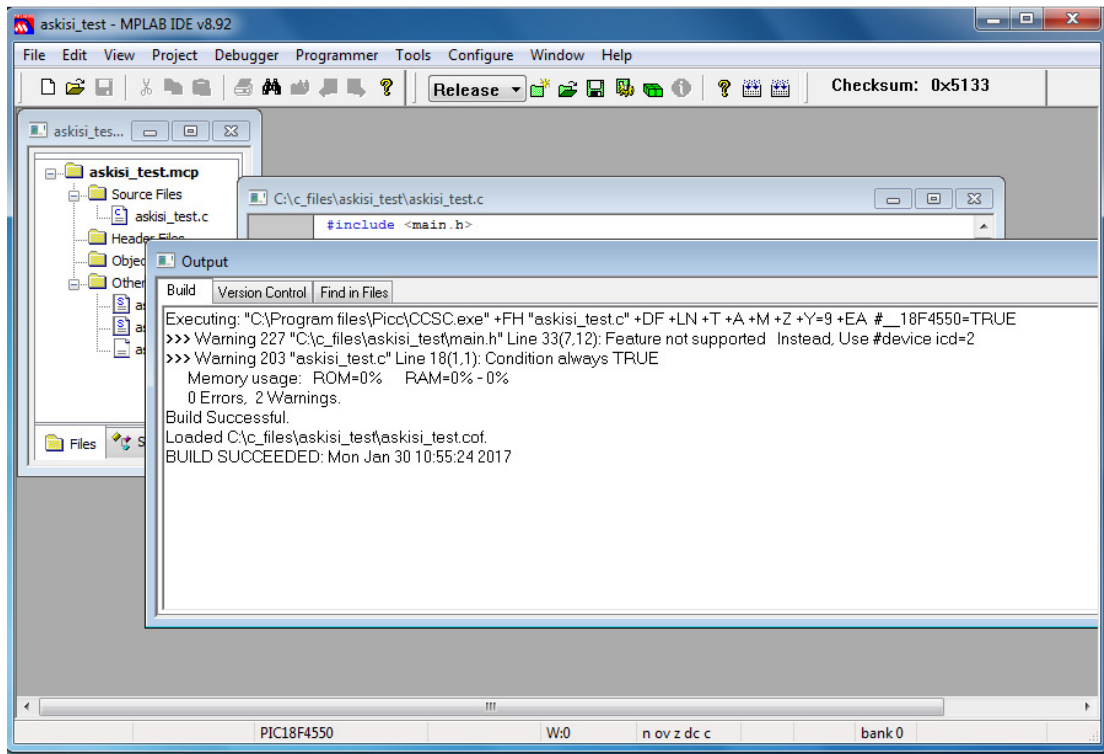 askisi_test - MPLAB IDE v8.92
File Edit View Project Debugger Programmer Tools Configure Window Help
Release Checksum: 0x5133
askisi_tes...
askisi_test.mcp
Source Files
askisi_test.c
Header Files
C:\c_files\askisi_test\askisi_test.c
#include <main.h>
Output
Build Version Control Find in Files
Executing: "C:\Program files\Picc\CCSC.exe" +FH "askisi_test.c" +DF +LN +T +A +M +Z +Y=9 +EA #__18F4550=TRUE
>>> Warning 227 "C:\c_files\askisi_test\main.h" Line 33(7,12): Feature not supported Instead, Use #device icd=2
>>> Warning 203 "askisi_test.c" Line 18(1,1): Condition always TRUE
Memory usage: ROM=0% RAM=0% - 0%
0 Errors, 2 Warnings.
Build Successful.
Loaded C:\c_files\askisi_test\askisi_test.cof.
BUILD SUCCEEDED: Mon Jan 30 10:55:24 2017
Objec
Other
Files S
PIC18F4550 W:0 n ov z dc c bank 0